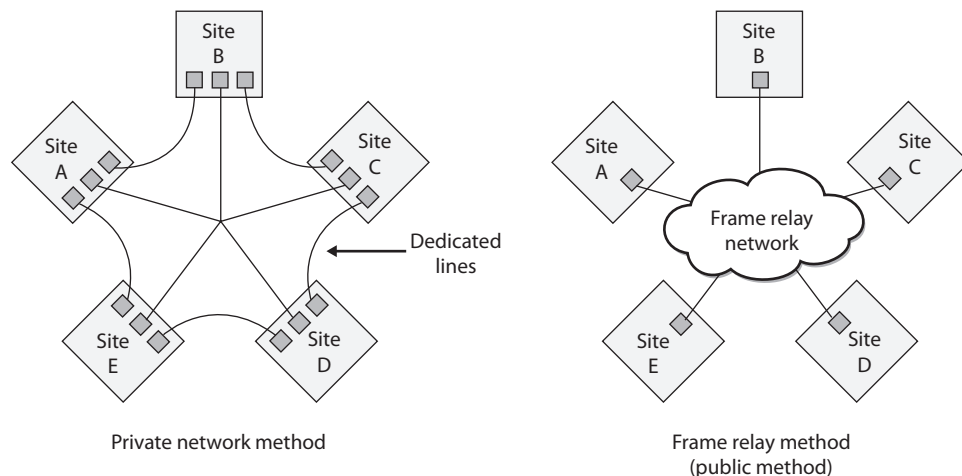 Site
B
Site
A
Site
C
Dedicated
lines
Site
E
Site
D
Private network method
Site
B
Site
A
Site
C
Frame relay
network
Site
E
Site
D
Frame relay method
(public method)